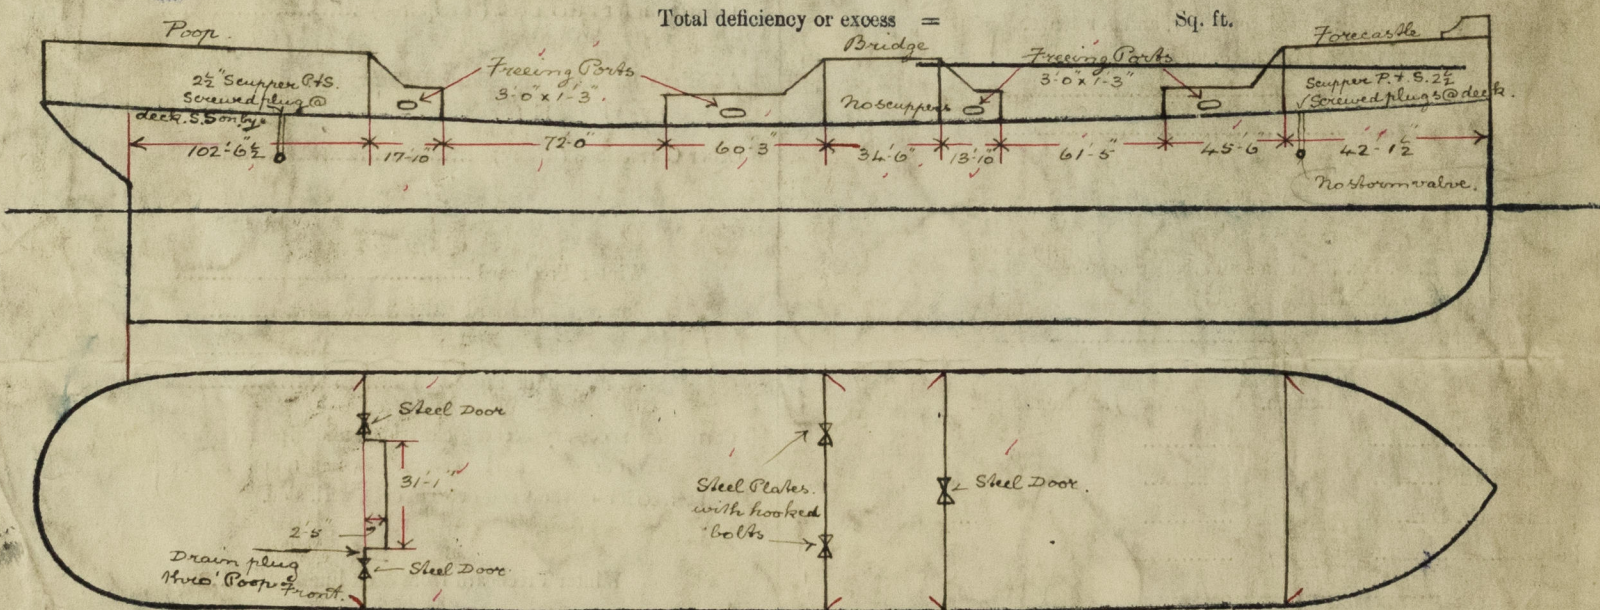 Total deficiency or excess = Sq. ft.
Poop.
Bridge
Forecastle
Freeing Ports
3'-0" x 1'-3".
Freeing Ports
3'-0" x 1'-3"
2½" Scupper P.&S.
Screwed plug @
deck. S.S. only
No scuppers
Scupper P. & S. 2½
Screwed plugs @ deck.
102'-6½
17'-10"
72'-0"
60'-3"
34'-6"
13'-10"
61'-5"
45'-6"
42'-1½"
No storm valve.
Steel Door
31'-1"
2'-5"
Drain plug
thro' Poop Front.
Steel Door
Steel Plates.
with hooked
bolts
Steel Door.